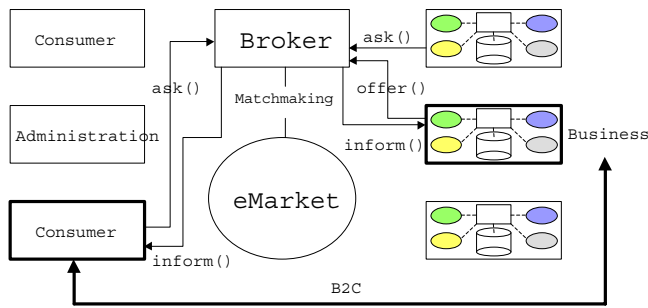 Consumer
Broker
ask()
ask()
Matchmaking
offer()
Administration
Business
inform()
eMarket
Consumer
inform()
B2C